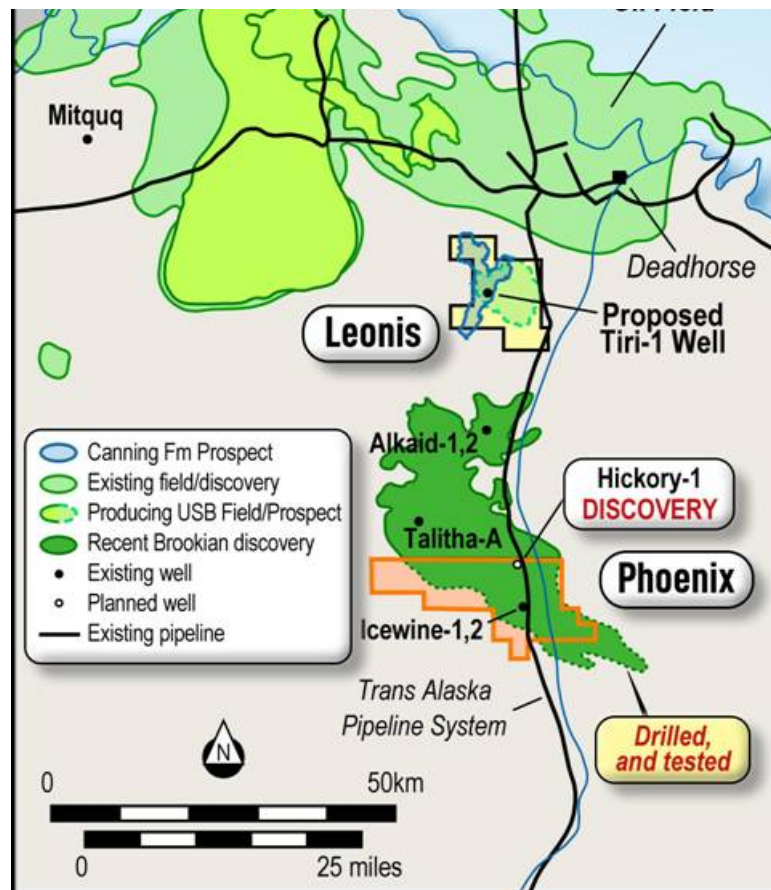 Mitquq
Deadhorse
Proposed
Tiri-1 Well
Leonis
Alkaid-1,2
Canning Fm Prospect
Existing field/discovery
Producing USB Field/Prospect
Recent Brookian discovery
Existing well
Planned well
Existing pipeline
Hickory-1
DISCOVERY
Talitha-A
Phoenix
Icewine-1,2
Trans Alaska
Pipeline System
Drilled,
and tested
N
0 50km
0 25 miles